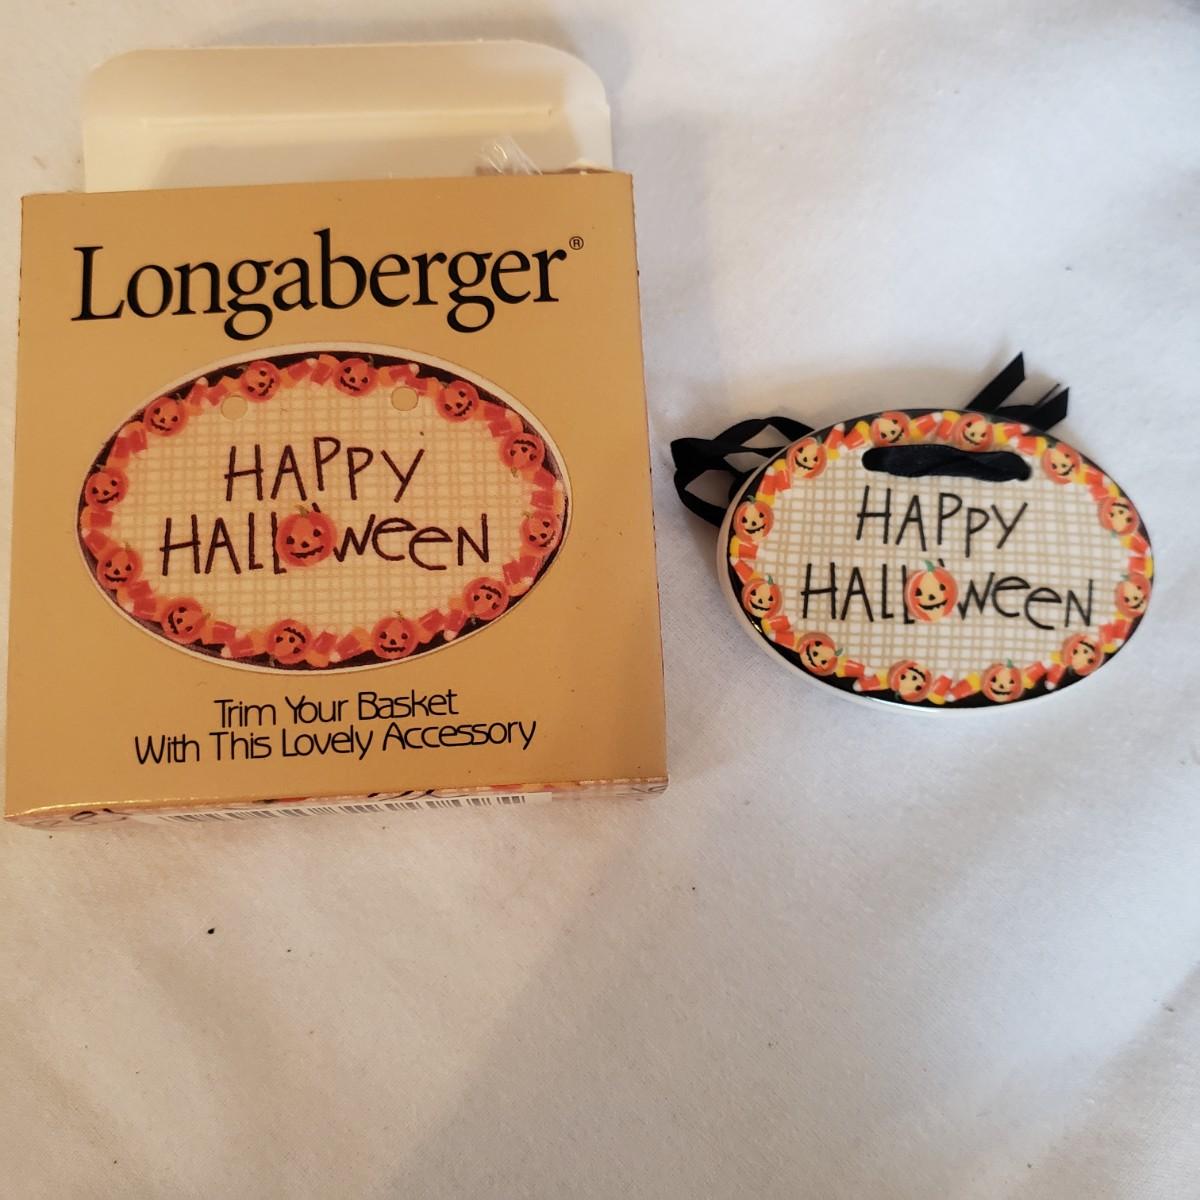 Longaberger®
HAPPY
HALLOWEEN
Trim Your Basket
With This Lovely Accessory
HAPPY
HALLOWEEN